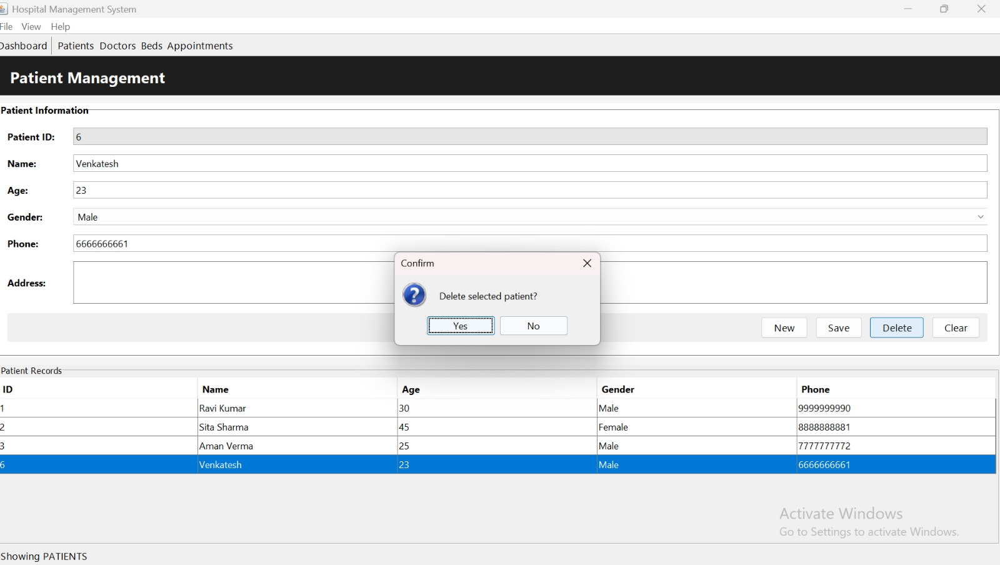 Hospital Management System
File View Help
Dashboard Patients Doctors Beds Appointments
Patient Management
Patient Information
Patient ID: 6
Name: Venkatesh
Age: 23
Gender: Male
Phone: 6666666661
Address:
Confirm
Delete selected patient?
Yes No
New Save Delete Clear
Patient Records
ID Name Age Gender Phone
1 Ravi Kumar 30 Male 9999999990
2 Sita Sharma 45 Female 8888888881
3 Aman Verma 25 Male 7777777772
6 Venkatesh 23 Male 6666666661
Activate Windows
Go to Settings to activate Windows.
Showing PATIENTS